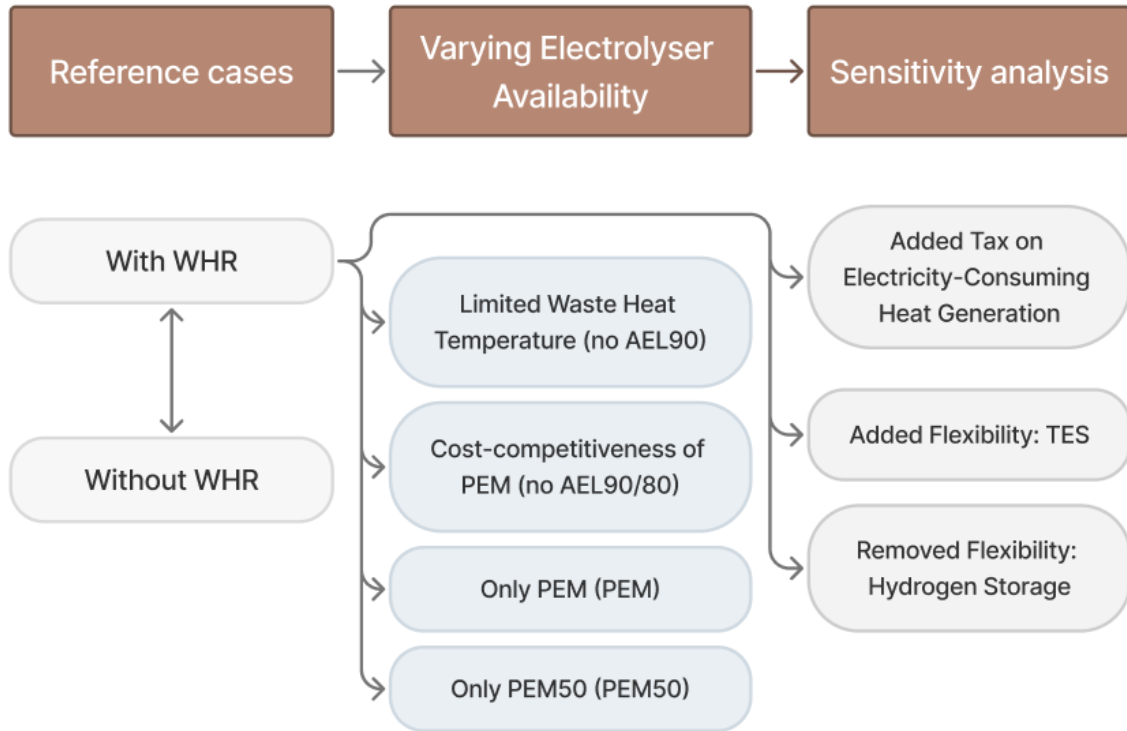 Reference cases
Varying Electrolyser
Availability
Sensitivity analysis
With WHR
Without WHR
Limited Waste Heat
Temperature (no AEL90)
Cost-competitiveness of
PEM (no AEL90/80)
Only PEM (PEM)
Only PEM50 (PEM50)
Added Tax on
Electricity-Consuming
Heat Generation
Added Flexibility: TES
Removed Flexibility:
Hydrogen Storage